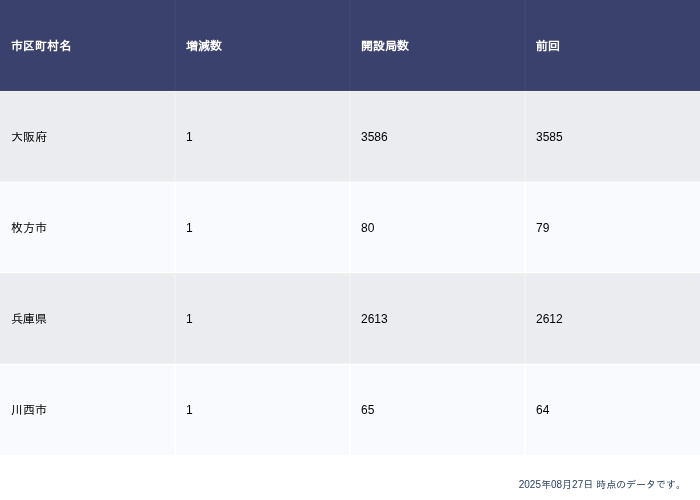 市区町村名 増減数 開設局数 前回
大阪府 1 3586 3585
枚方市 1 80 79
兵庫県 1 2613 2612
川西市 1 65 64
2025年08月27日 時点のデータです。